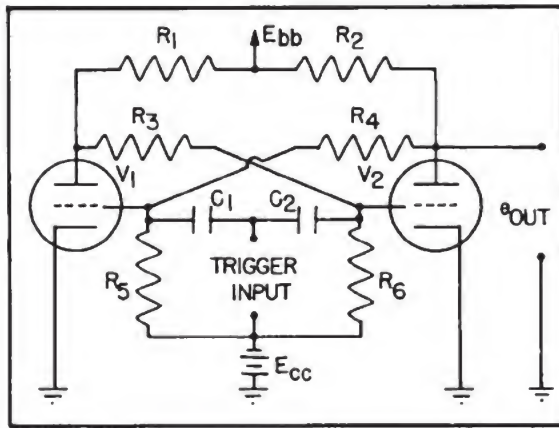 R1
Ebb
R2
R3
R4
V1
V2
C1
C2
eOUT
R5
TRIGGER
INPUT
R6
Ecc